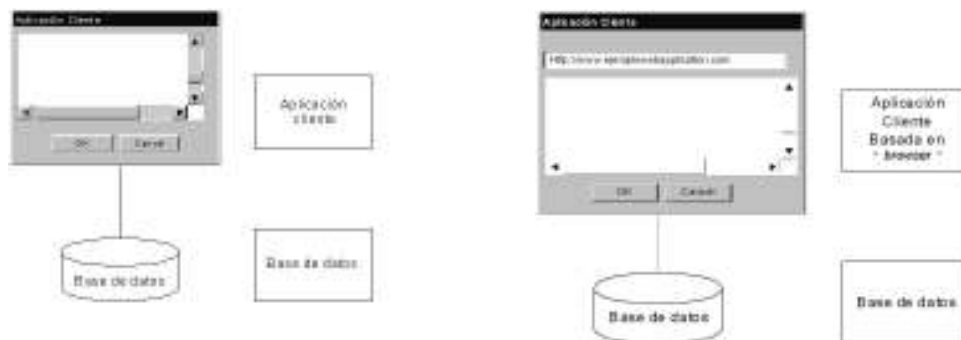 Aplicación Cliente
OK
Cancel
Base de datos
Aplicación
cliente
Base de datos
Aplicación Cliente
OK
Cancel
Base de datos
Aplicación
Cliente
Basada en
" browser "
Base de datos